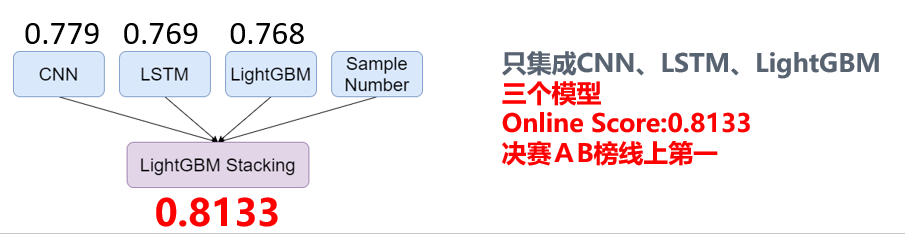 0.779 0.769 0.768
CNN LSTM LightGBM Sample
Number
LightGBM Stacking
0.8133
只集成CNN、LSTM、LightGBM
三个模型
Online Score:0.8133
决赛AB榜线上第一